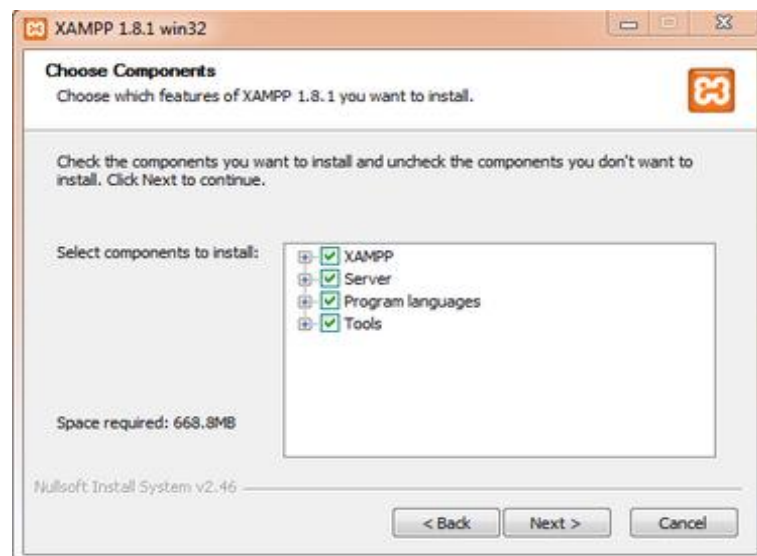 XAMPP 1.8.1 win32
Choose Components
Choose which features of XAMPP 1.8.1 you want to install.
Check the components you want to install and uncheck the components you don't want to
install. Click Next to continue.
Select components to install:
XAMPP
Server
Program languages
Tools
Space required: 668.8MB
Nullsoft Install System v2.46
< Back
Next >
Cancel